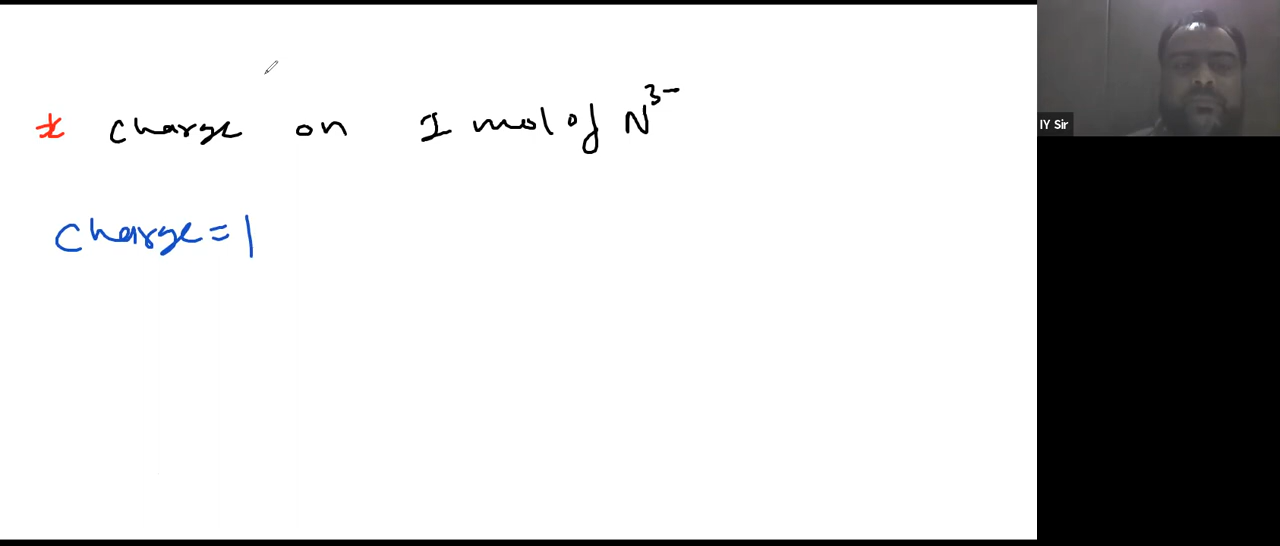 * charge on 1 mol of N³⁻
IY Sir
charge = 1